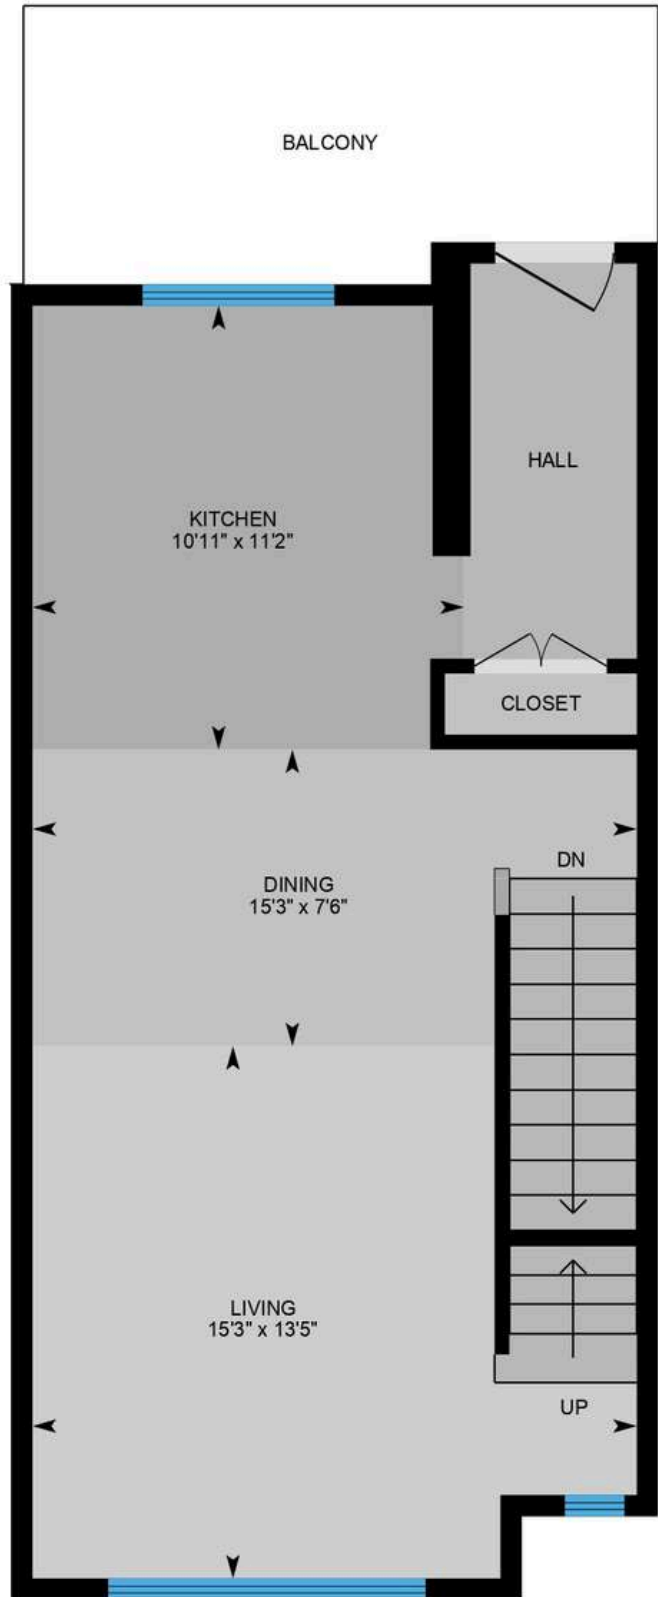 BALCONY
HALL
KITCHEN
10'11" x 11'2"
CLOSET
DN
DINING
15'3" x 7'6"
LIVING
15'3" x 13'5"
UP